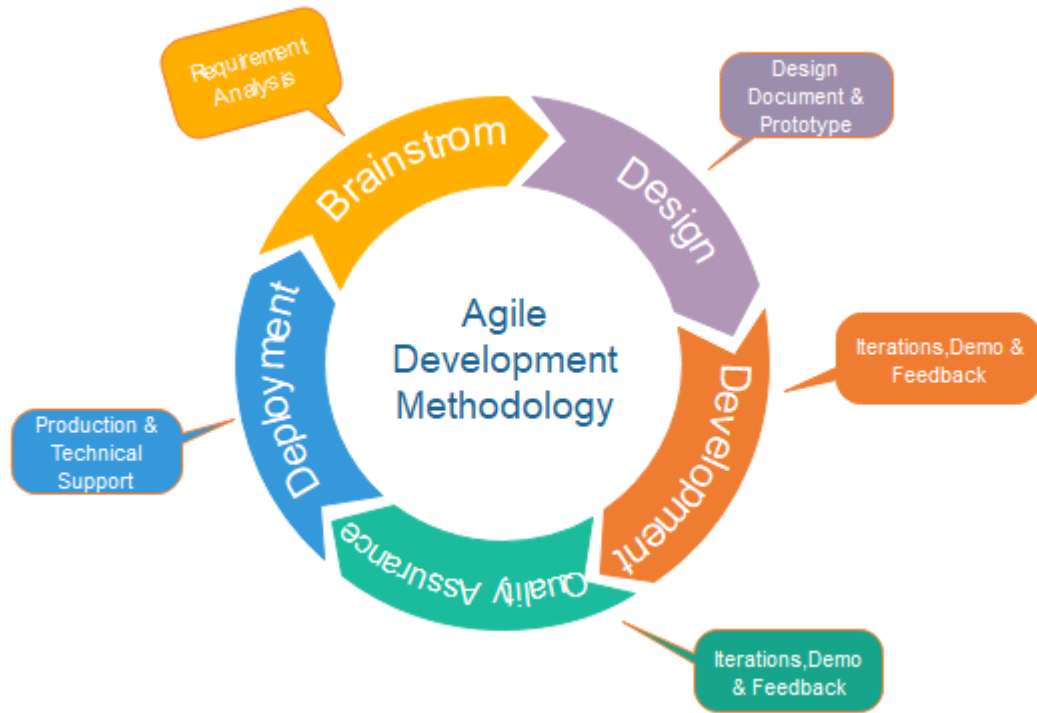 Requirement
Analysis
Brainstrom
Design
Document &
Prototype
Design
Agile
Development
Methodology
Iterations,Demo &
Feedback
Development
Deployment
Production &
Technical
Support
Quality Assurance
Iterations,Demo
& Feedback